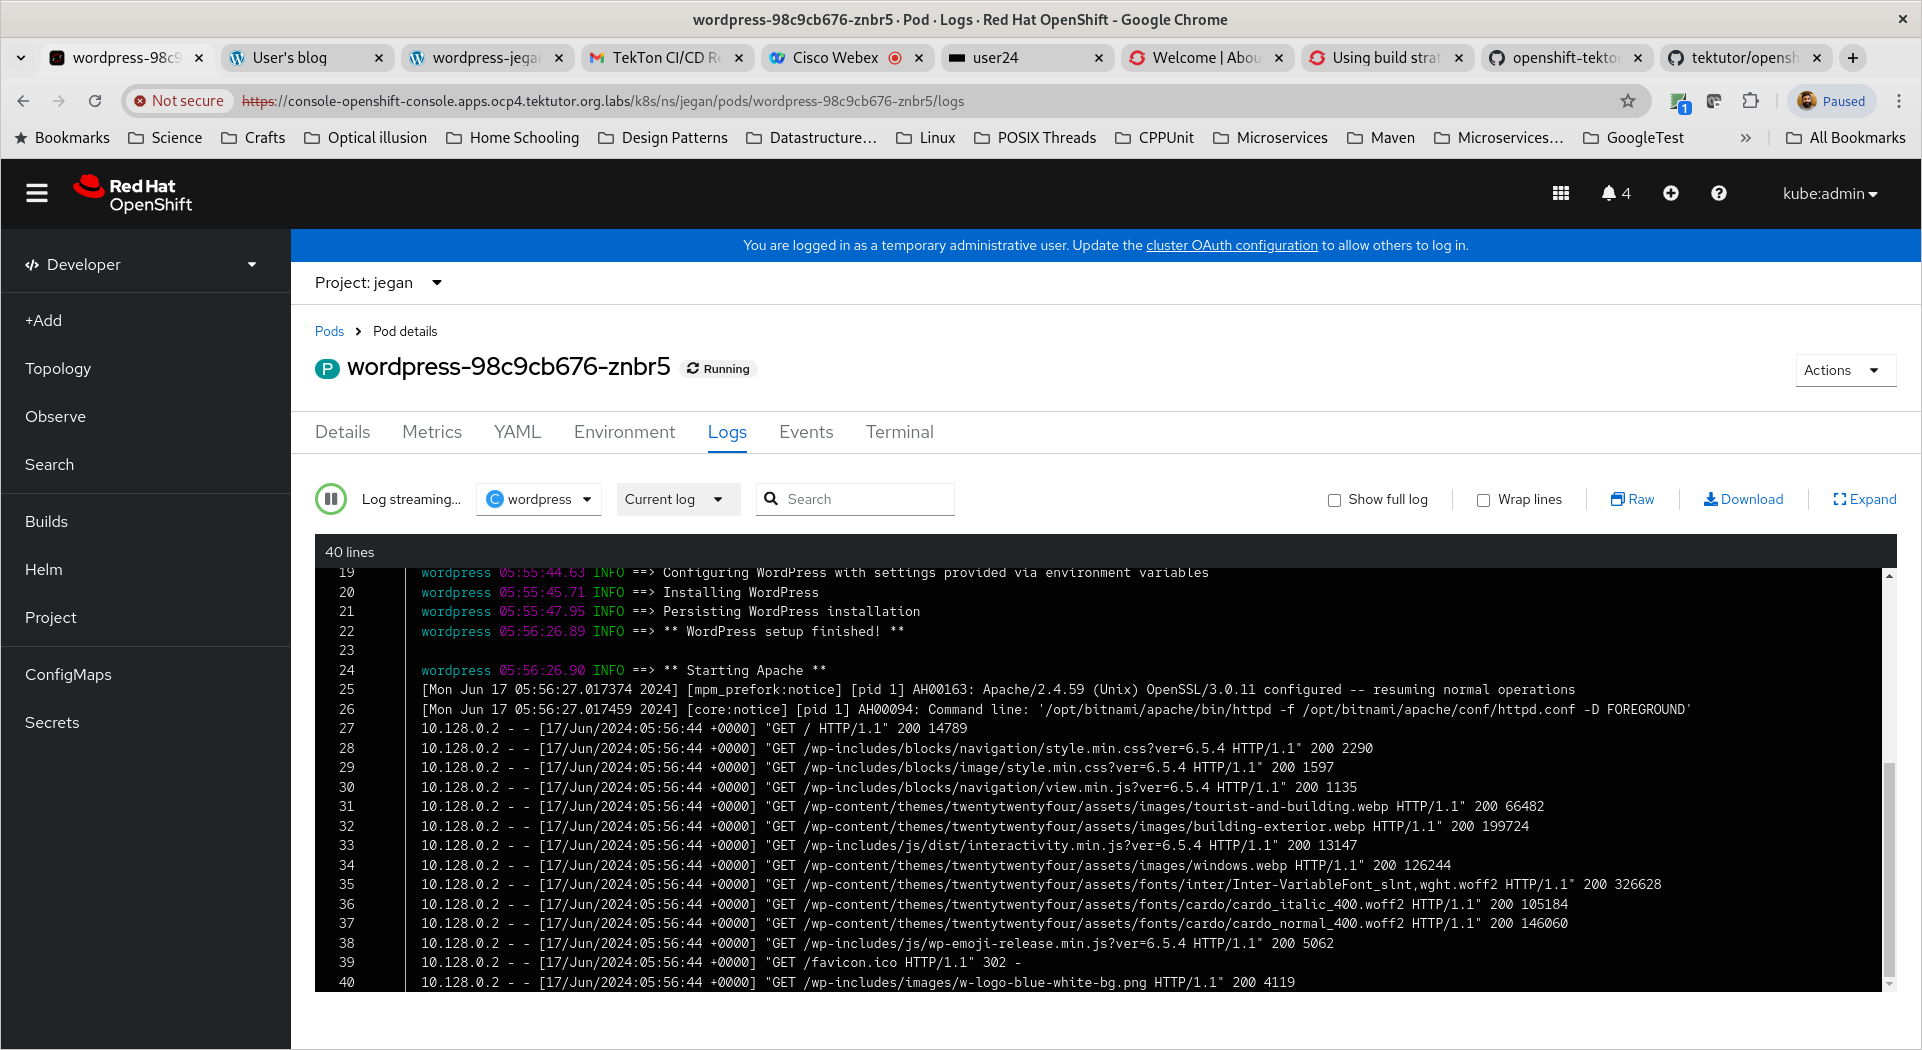 wordpress-98c9cb676-znbr5 · Pod · Logs · Red Hat OpenShift - Google Chrome
wordpress-98c9 User's blog wordpress-jegan TekTon CI/CD Re Cisco Webex user24 Welcome | Abou Using build strat openshift-tekton tektutor/opensh
Not secure https://console-openshift-console.apps.ocp4.tektutor.org.labs/k8s/ns/jegan/pods/wordpress-98c9cb676-znbr5/logs 1 Paused
Bookmarks Science Crafts Optical illusion Home Schooling Design Patterns Datastructure... Linux POSIX Threads CPPUnit Microservices Maven Microservices... GoogleTest » All Bookmarks
Red Hat
OpenShift
4 kube:admin
You are logged in as a temporary administrative user. Update the cluster OAuth configuration to allow others to log in.
Developer
+Add
Topology
Observe
Search
Builds
Helm
Project
ConfigMaps
Secrets
Project: jegan
Pods Pod details
P wordpress-98c9cb676-znbr5 Running
Actions
Details Metrics YAML Environment Logs Events Terminal
Log streaming... C wordpress Current log Search Show full log Wrap lines Raw Download Expand
40 lines
19 wordpress 05:55:44.63 INFO ==> Configuring WordPress with settings provided via environment variables
20 wordpress 05:55:45.71 INFO ==> Installing WordPress
21 wordpress 05:55:47.95 INFO ==> Persisting WordPress installation
22 wordpress 05:56:26.89 INFO ==> ** WordPress setup finished! **
23
24 wordpress 05:56:26.90 INFO ==> ** Starting Apache **
25 [Mon Jun 17 05:56:27.017374 2024] [mpm_prefork:notice] [pid 1] AH00163: Apache/2.4.59 (Unix) OpenSSL/3.0.11 configured -- resuming normal operations
26 [Mon Jun 17 05:56:27.017459 2024] [core:notice] [pid 1] AH00094: Command line: '/opt/bitnami/apache/bin/httpd -f /opt/bitnami/apache/conf/httpd.conf -D FOREGROUND'
27 10.128.0.2 - - [17/Jun/2024:05:56:44 +0000] "GET / HTTP/1.1" 200 14789
28 10.128.0.2 - - [17/Jun/2024:05:56:44 +0000] "GET /wp-includes/blocks/navigation/style.min.css?ver=6.5.4 HTTP/1.1" 200 2290
29 10.128.0.2 - - [17/Jun/2024:05:56:44 +0000] "GET /wp-includes/blocks/image/style.min.css?ver=6.5.4 HTTP/1.1" 200 1597
30 10.128.0.2 - - [17/Jun/2024:05:56:44 +0000] "GET /wp-includes/blocks/navigation/view.min.js?ver=6.5.4 HTTP/1.1" 200 1135
31 10.128.0.2 - - [17/Jun/2024:05:56:44 +0000] "GET /wp-content/themes/twentytwentyfour/assets/images/tourist-and-building.webp HTTP/1.1" 200 66482
32 10.128.0.2 - - [17/Jun/2024:05:56:44 +0000] "GET /wp-content/themes/twentytwentyfour/assets/images/building-exterior.webp HTTP/1.1" 200 199724
33 10.128.0.2 - - [17/Jun/2024:05:56:44 +0000] "GET /wp-includes/js/dist/interactivity.min.js?ver=6.5.4 HTTP/1.1" 200 13147
34 10.128.0.2 - - [17/Jun/2024:05:56:44 +0000] "GET /wp-content/themes/twentytwentyfour/assets/images/windows.webp HTTP/1.1" 200 126244
35 10.128.0.2 - - [17/Jun/2024:05:56:44 +0000] "GET /wp-content/themes/twentytwentyfour/assets/fonts/inter/Inter-VariableFont_slnt,wght.woff2 HTTP/1.1" 200 326628
36 10.128.0.2 - - [17/Jun/2024:05:56:44 +0000] "GET /wp-content/themes/twentytwentyfour/assets/fonts/cardo/cardo_italic_400.woff2 HTTP/1.1" 200 105184
37 10.128.0.2 - - [17/Jun/2024:05:56:44 +0000] "GET /wp-content/themes/twentytwentyfour/assets/fonts/cardo/cardo_normal_400.woff2 HTTP/1.1" 200 146060
38 10.128.0.2 - - [17/Jun/2024:05:56:44 +0000] "GET /wp-includes/js/wp-emoji-release.min.js?ver=6.5.4 HTTP/1.1" 200 5062
39 10.128.0.2 - - [17/Jun/2024:05:56:44 +0000] "GET /favicon.ico HTTP/1.1" 302 -
40 10.128.0.2 - - [17/Jun/2024:05:56:44 +0000] "GET /wp-includes/images/w-logo-blue-white-bg.png HTTP/1.1" 200 4119